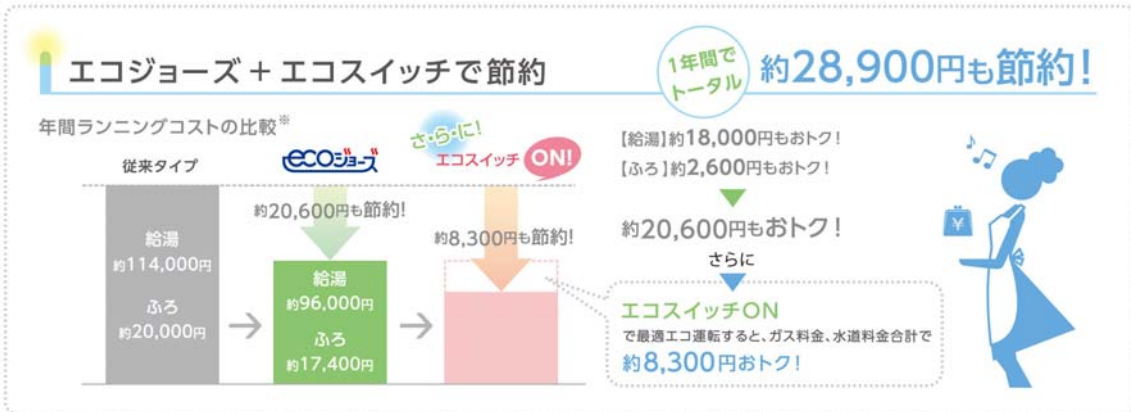 エコジョーズ+エコスイッチで節約
1年間で
トータル
約28,900円も節約!
年間ランニングコストの比較※
従来タイプ
ecoジョーズ
さ・ら・に!
エコスイッチ ON!
給湯
約114,000円
ふろ
約20,000円
約20,600円も節約!
給湯
約96,000円
ふろ
約17,400円
約8,300円も節約!
【給湯】約18,000円もおトク!
【ふろ】約2,600円もおトク!
約20,600円もおトク!
さらに
エコスイッチON
で最適エコ運転すると、ガス料金、水道料金合計で
約8,300円おトク!
¥